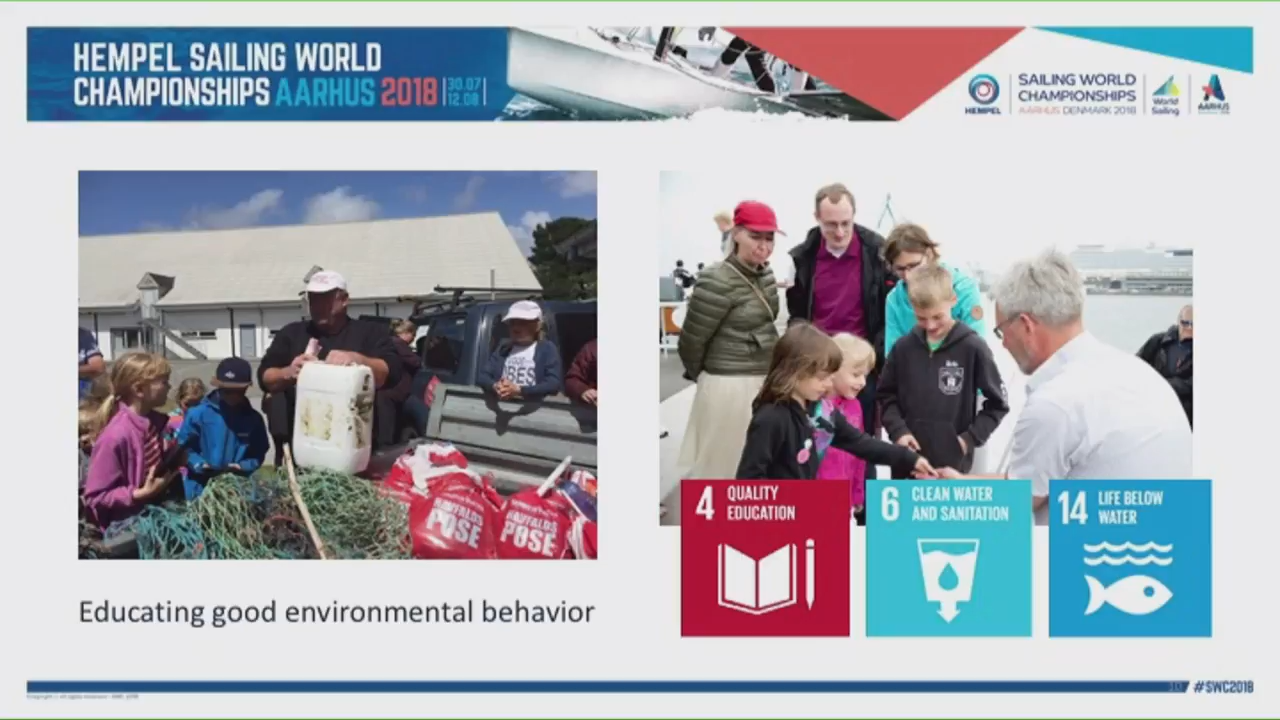 HEMPEL SAILING WORLD
CHAMPIONSHIPS AARHUS 2018 |30.07
12.08|
HEMPEL
SAILING WORLD
CHAMPIONSHIPS
AARHUS DENMARK 2018
World
Sailing
AARHUS
HAVFALDS
POSE
HAVFALDS
POSE
4 QUALITY
EDUCATION
6 CLEAN WATER
AND SANITATION
14 LIFE BELOW
WATER
Educating good environmental behavior
#SWC2018